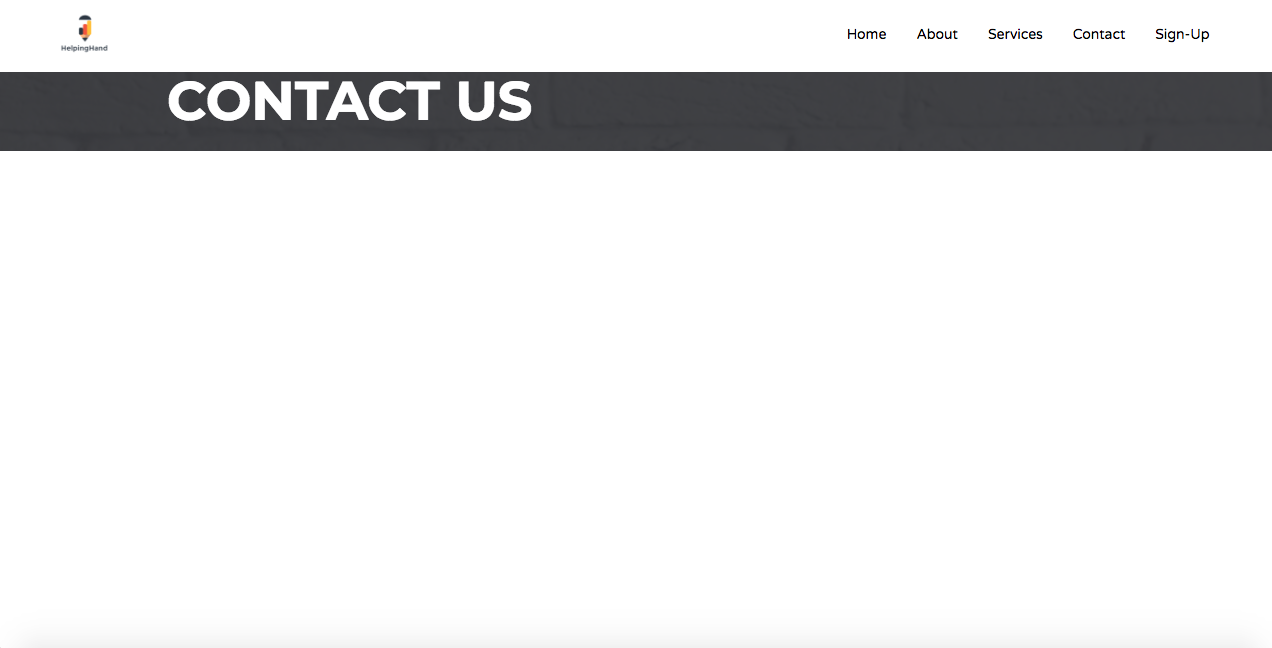 HelpingHand
Home About Services Contact Sign-Up
CONTACT US